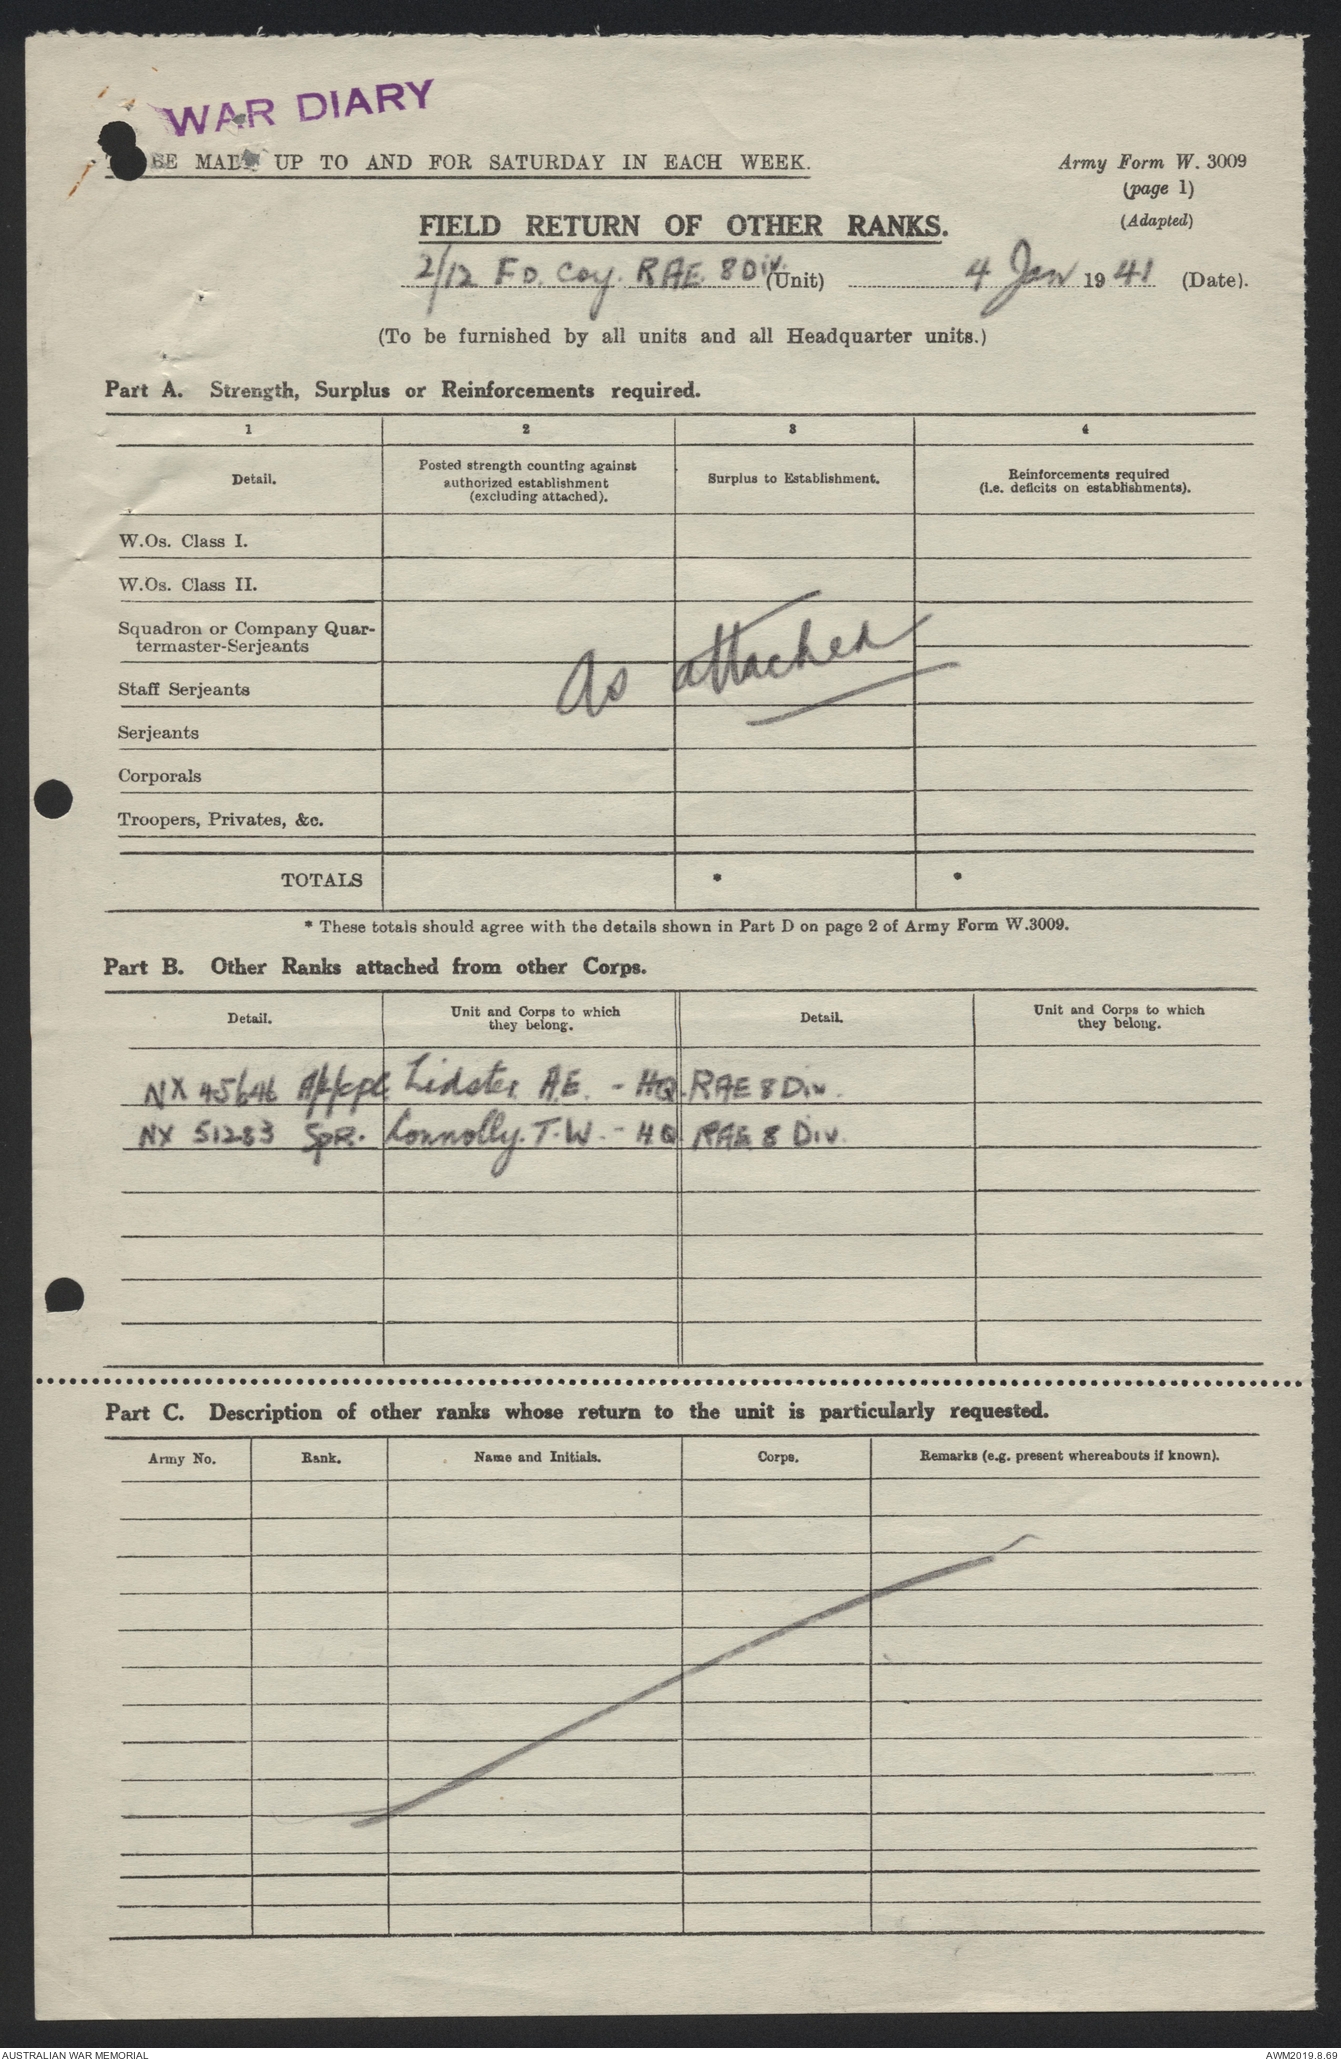 WAR DIARY
BE MADE UP TO AND FOR SATURDAY IN EACH WEEK.
Army Form W. 3009
(page 1)
(Adapted)
FIELD RETURN OF OTHER RANKS.
2/12 FD. Coy. RAE. 8 Div. (Unit) 4 Jan 1941 (Date).
(To be furnished by all units and all Headquarter units.)
Part A. Strength, Surplus or Reinforcements required.
1 2 3 4
Detail. Posted strength counting against authorized establishment (excluding attached). Surplus to Establishment. Reinforcements required (i.e. deficits on establishments).
W.Os. Class I.
W.Os. Class II.
Squadron or Company Quar-
termaster-Serjeants
As attached
Staff Serjeants
Serjeants
Corporals
Troopers, Privates, &c.
TOTALS * *
* These totals should agree with the details shown in Part D on page 2 of Army Form W.3009.
Part B. Other Ranks attached from other Corps.
Detail. Unit and Corps to which they belong. Detail. Unit and Corps to which they belong.
NX 45646 Lidster A.E. - HQ. RAE 8 Div.
NX 51283 Spr. Connolly. T.W. - HQ RAE 8 Div.
Part C. Description of other ranks whose return to the unit is particularly requested.
Army No. Rank. Name and Initials. Corps. Remarks (e.g. present whereabouts if known).
AUSTRALIAN WAR MEMORIAL AWM2019.8.69